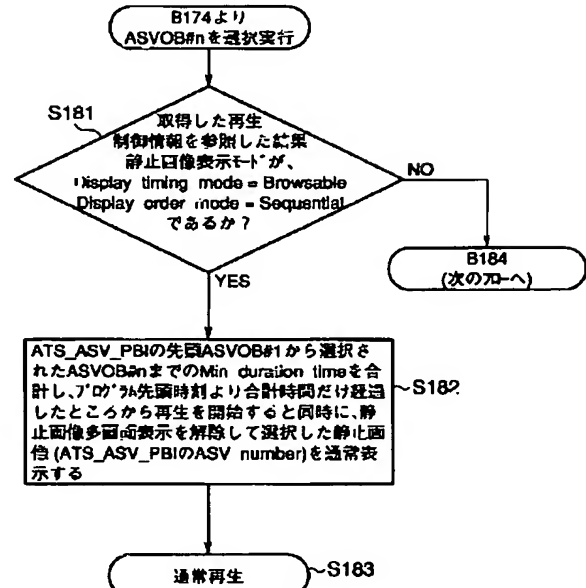 B174より
ASVOB#nを選択実行
S181
取得した再生
制御情報を参照した結果
静止画像表示モードが、
Display timing mode = Browsable
Display order mode = Sequential
であるか？
NO
B184
(次のフローへ)
YES
ATS_ASV_PBIの先頭ASVOB#1から選択さ
れたASVOB#nまでのMin duration timeを合
計し、プログラム先頭時刻より合計時間だけ経過
したところから再生を開始すると同時に、静
止画像多画面表示を解除して選択した静止画
像(ATS_ASV_PBIのASV number)を通常表
示する
S182
通常再生
S183